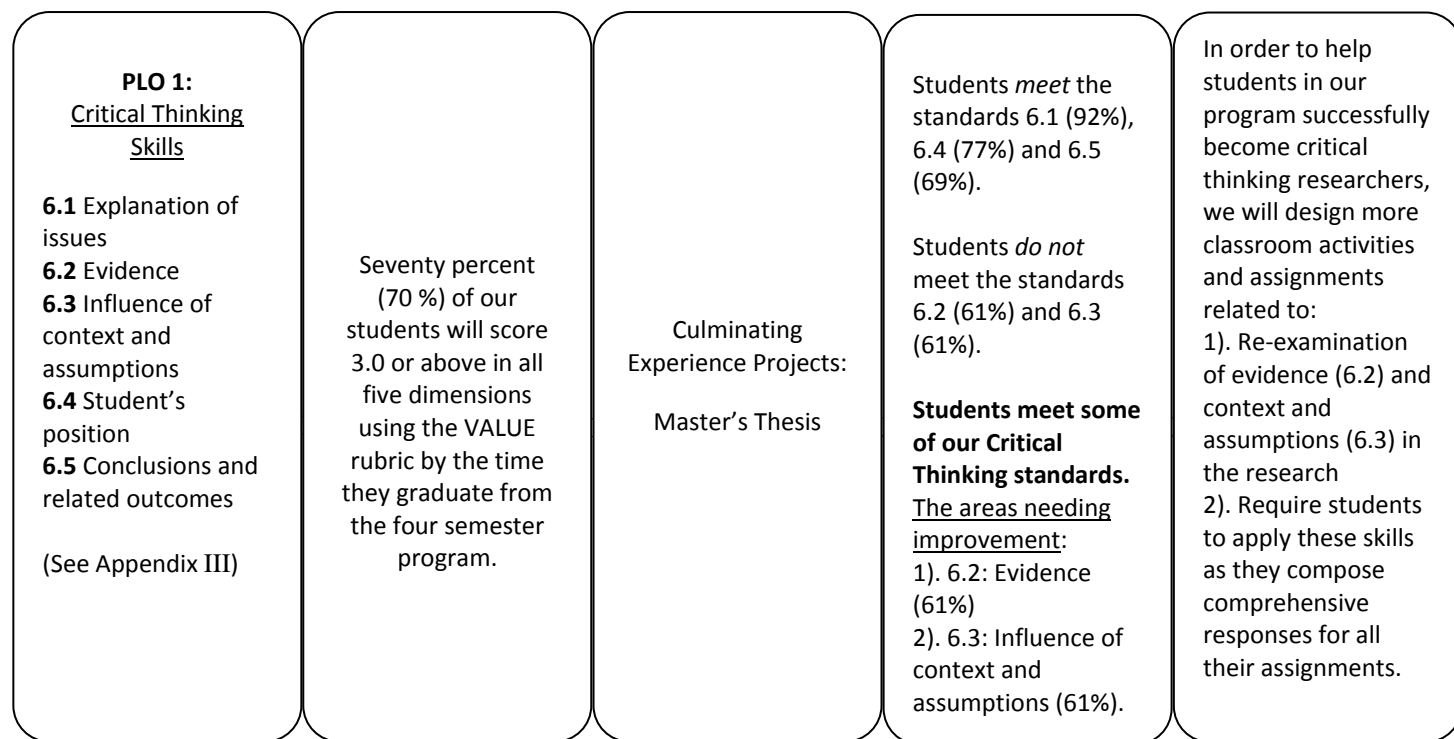 PLO 1:
Critical Thinking
Skills
6.1 Explanation of
issues
6.2 Evidence
6.3 Influence of
context and
assumptions
6.4 Student’s
position
6.5 Conclusions and
related outcomes
(See Appendix III)
Seventy percent
(70 %) of our
students will score
3.0 or above in all
five dimensions
using the VALUE
rubric by the time
they graduate from
the four semester
program.
Culminating
Experience Projects:
Master’s Thesis
Students meet the
standards 6.1 (92%),
6.4 (77%) and 6.5
(69%).
Students do not
meet the standards
6.2 (61%) and 6.3
(61%).
Students meet some
of our Critical
Thinking standards.
The areas needing
improvement:
1). 6.2: Evidence
(61%)
2). 6.3: Influence of
context and
assumptions (61%).
In order to help
students in our
program successfully
become critical
thinking researchers,
we will design more
classroom activities
and assignments
related to:
1). Re-examination
of evidence (6.2) and
context and
assumptions (6.3) in
the research
2). Require students
to apply these skills
as they compose
comprehensive
responses for all
their assignments.